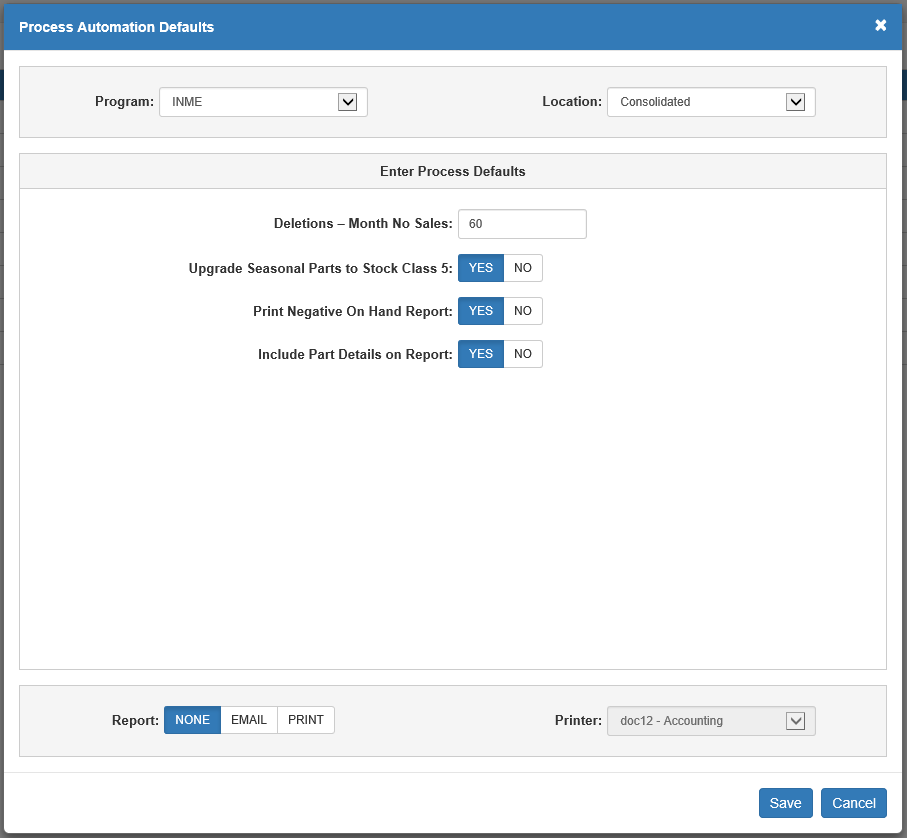 Process Automation Defaults
Program: INME Location: Consolidated
Enter Process Defaults
Deletions – Month No Sales: 60
Upgrade Seasonal Parts to Stock Class 5: YES NO
Print Negative On Hand Report: YES NO
Include Part Details on Report: YES NO
Report: NONE EMAIL PRINT Printer: doc12 - Accounting
Save Cancel